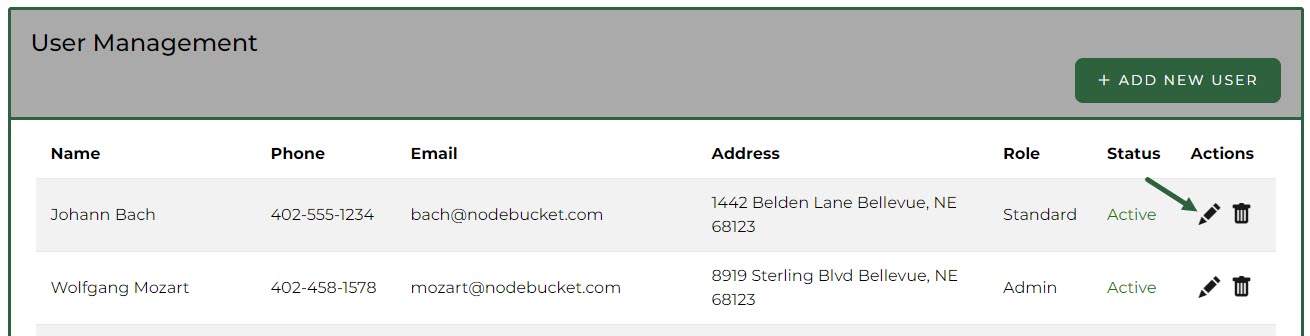 User Management
+ ADD NEW USER
Name Phone Email Address Role Status Actions
Johann Bach 402-555-1234 bach@nodebucket.com 1442 Belden Lane Bellevue, NE Standard Active
68123
Wolfgang Mozart 402-458-1578 mozart@nodebucket.com 8919 Sterling Blvd Bellevue, NE Admin Active
68123